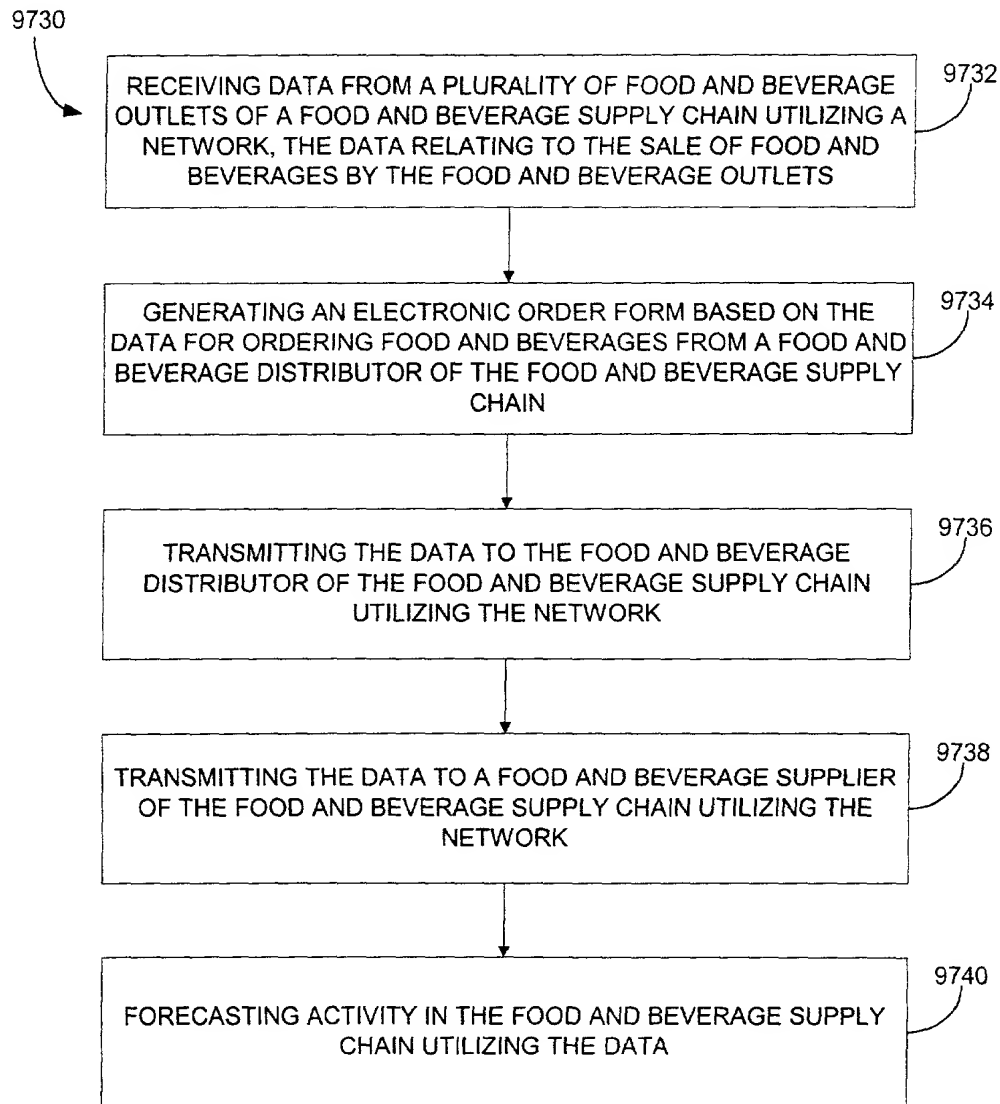 9730
RECEIVING DATA FROM A PLURALITY OF FOOD AND BEVERAGE
OUTLETS OF A FOOD AND BEVERAGE SUPPLY CHAIN UTILIZING A
NETWORK, THE DATA RELATING TO THE SALE OF FOOD AND
BEVERAGES BY THE FOOD AND BEVERAGE OUTLETS
9732
GENERATING AN ELECTRONIC ORDER FORM BASED ON THE
DATA FOR ORDERING FOOD AND BEVERAGES FROM A FOOD AND
BEVERAGE DISTRIBUTOR OF THE FOOD AND BEVERAGE SUPPLY
CHAIN
9734
TRANSMITTING THE DATA TO THE FOOD AND BEVERAGE
DISTRIBUTOR OF THE FOOD AND BEVERAGE SUPPLY CHAIN
UTILIZING THE NETWORK
9736
TRANSMITTING THE DATA TO A FOOD AND BEVERAGE SUPPLIER
OF THE FOOD AND BEVERAGE SUPPLY CHAIN UTILIZING THE
NETWORK
9738
FORECASTING ACTIVITY IN THE FOOD AND BEVERAGE SUPPLY
CHAIN UTILIZING THE DATA
9740